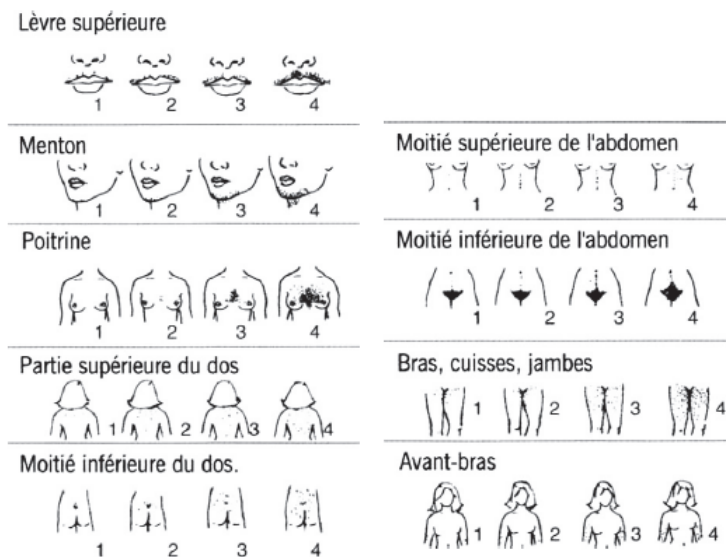 Lèvre supérieure
1 2 3 4
Menton
1 2 3 4
Poitrine
1 2 3 4
Partie supérieure du dos
1 2 3 4
Moitié inférieure du dos.
1 2 3 4
Moitié supérieure de l'abdomen
1 2 3 4
Moitié inférieure de l'abdomen
1 2 3 4
Bras, cuisses, jambes
1 2 3 4
Avant-bras
1 2 3 4